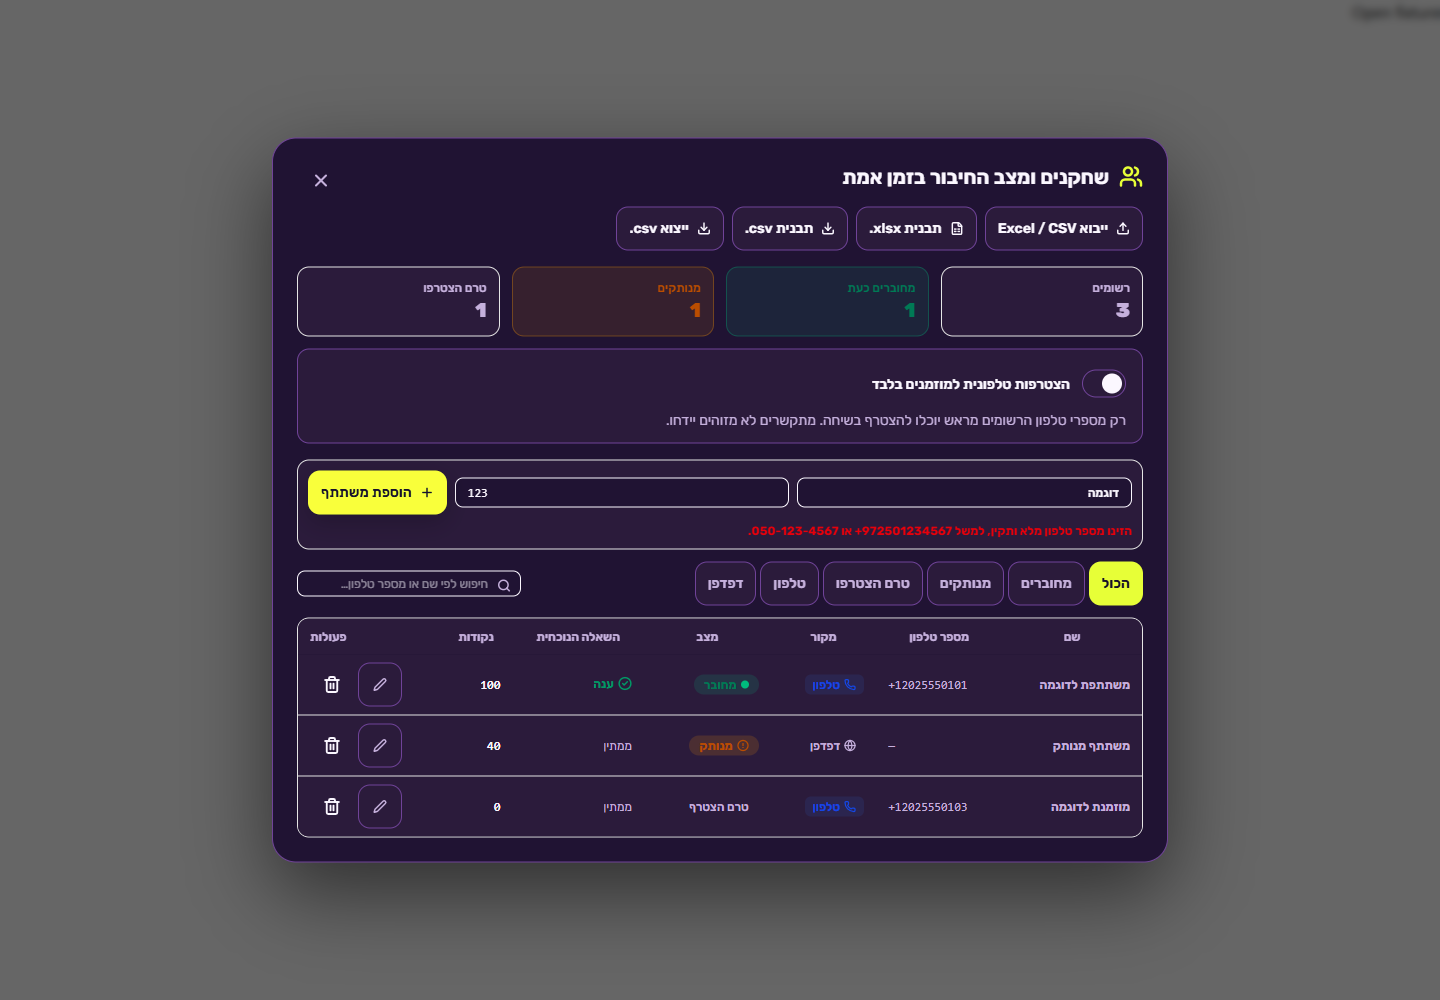 שחקנים ומצב החיבור בזמן אמת
ייבוא Excel / CSV
תבנית xlsx.
תבנית csv.
ייצוא csv.
רשומים
3
מחוברים כעת
1
מנותקים
1
טרם הצטרפו
1
הצטרפות טלפונית למוזמנים בלבד
רק מספרי טלפון הרשומים מראש יוכלו להצטרף בשיחה. מתקשרים לא מזוהים יידחו.
דוגמה
123
הוספת משתתף
הזינו מספר טלפון מלא ותקין, למשל 972501234567+ או 050-123-4567.
הכול
מחוברים
מנותקים
טרם הצטרפו
טלפון
דפדפן
חיפוש לפי שם או מספר טלפון...
שם מספר טלפון מקור מצב השאלה הנוכחית נקודות פעולות
משתתפת לדוגמה +12025550101 טלפון מחובר ענה 100
משתתף מנותק — דפדפן מנותק ממתין 40
מוזמנת לדוגמה +12025550103 טלפון טרם הצטרף ממתין 0